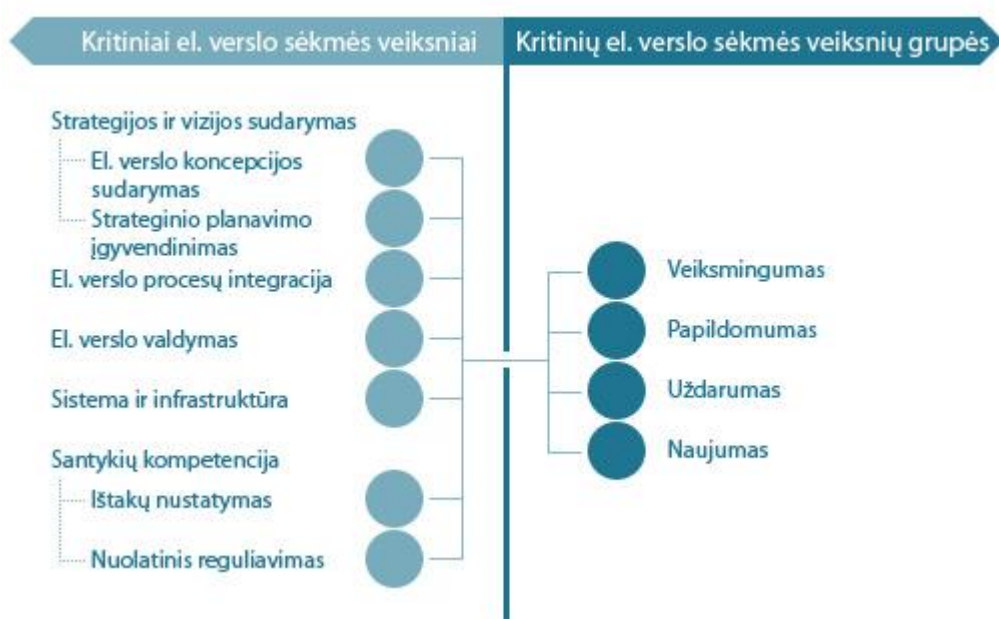 Kritiniai el. verslo sėkmės veiksniai
Kritinių el. verslo sėkmės veiksnių grupės
Strategijos ir vizijos sudarymas
El. verslo koncepcijos
sudarymas
Strateginio planavimo
įgyvendinimas
El. verslo procesų integracija
El. verslo valdymas
Sistema ir infrastruktūra
Santykių kompetencija
Ištakų nustatymas
Nuolatinis reguliavimas
Veiksmingumas
Papildomumas
Uždarumas
Naujumas